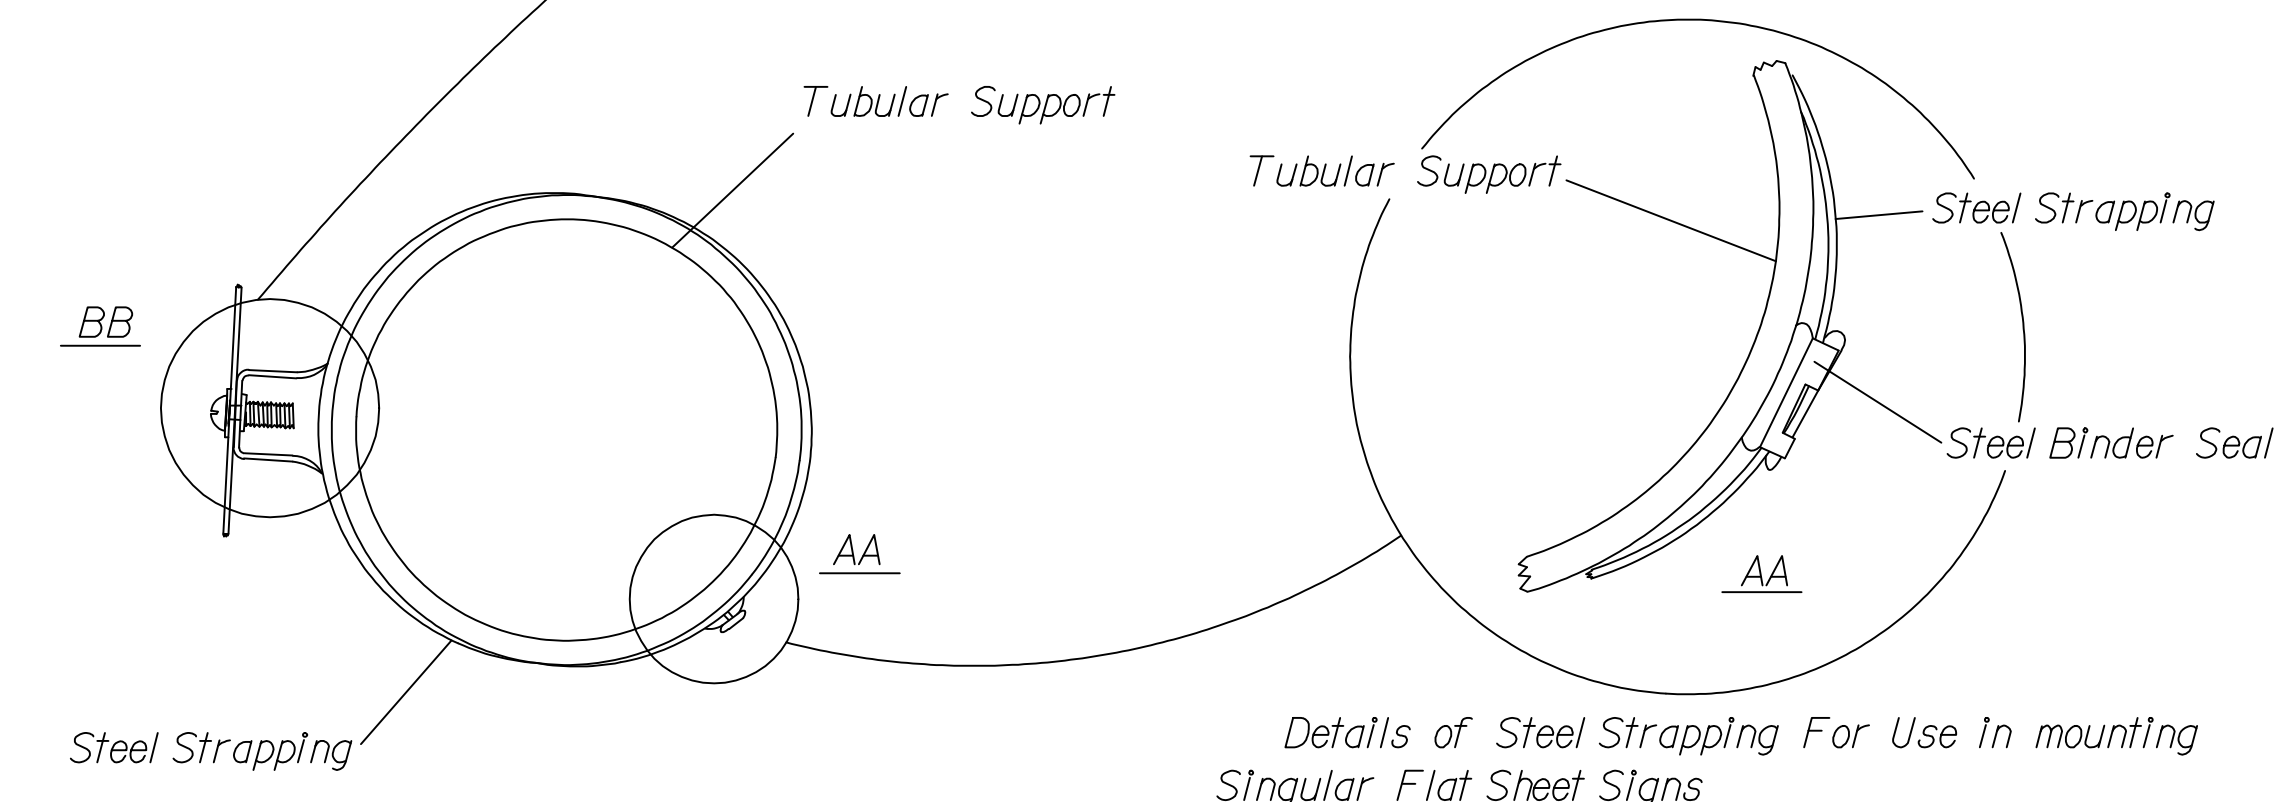 Tubular Support
Tubular Support
Steel Strapping
BB
Steel Binder Seal
AA
AA
Steel Strapping
Details of Steel Strapping For Use in mounting
Singular Flat Sheet Signs